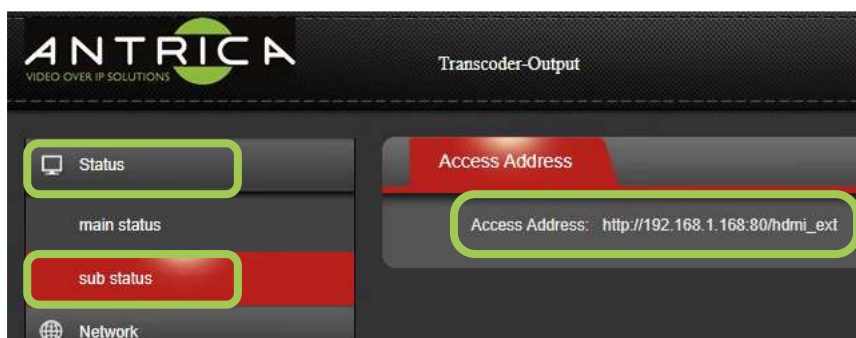 ANTRICA
VIDEO OVER IP SOLUTIONS
Transcoder-Output
Status
main status
sub status
Network
Access Address
Access Address: http://192.168.1.168:80/hdmi_ext